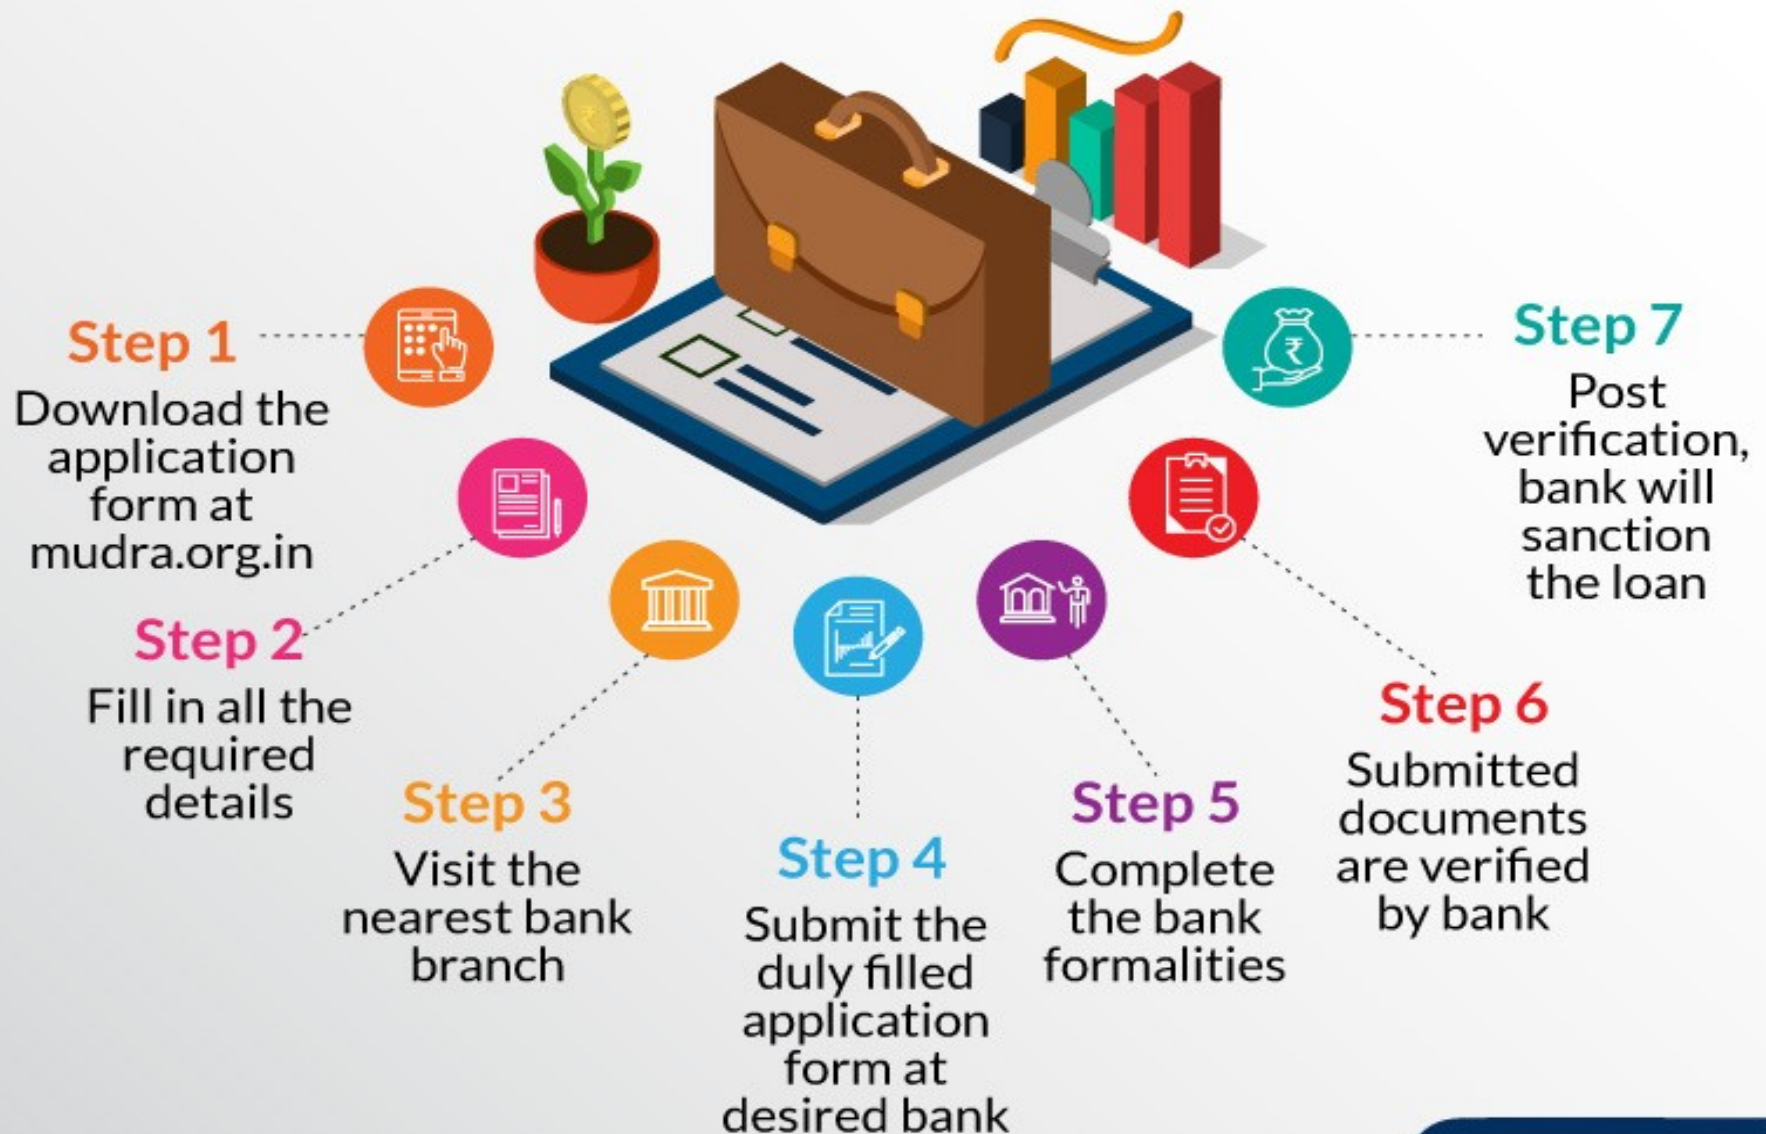 Step 1
Download the
application
form at
mudra.org.in
Step 2
Fill in all the
required
details
Step 3
Visit the
nearest bank
branch
Step 4
Submit the
duly filled
application
form at
desired bank
Step 5
Complete
the bank
formalities
Step 6
Submitted
documents
are verified
by bank
Step 7
Post
verification,
bank will
sanction
the loan
₹
₹